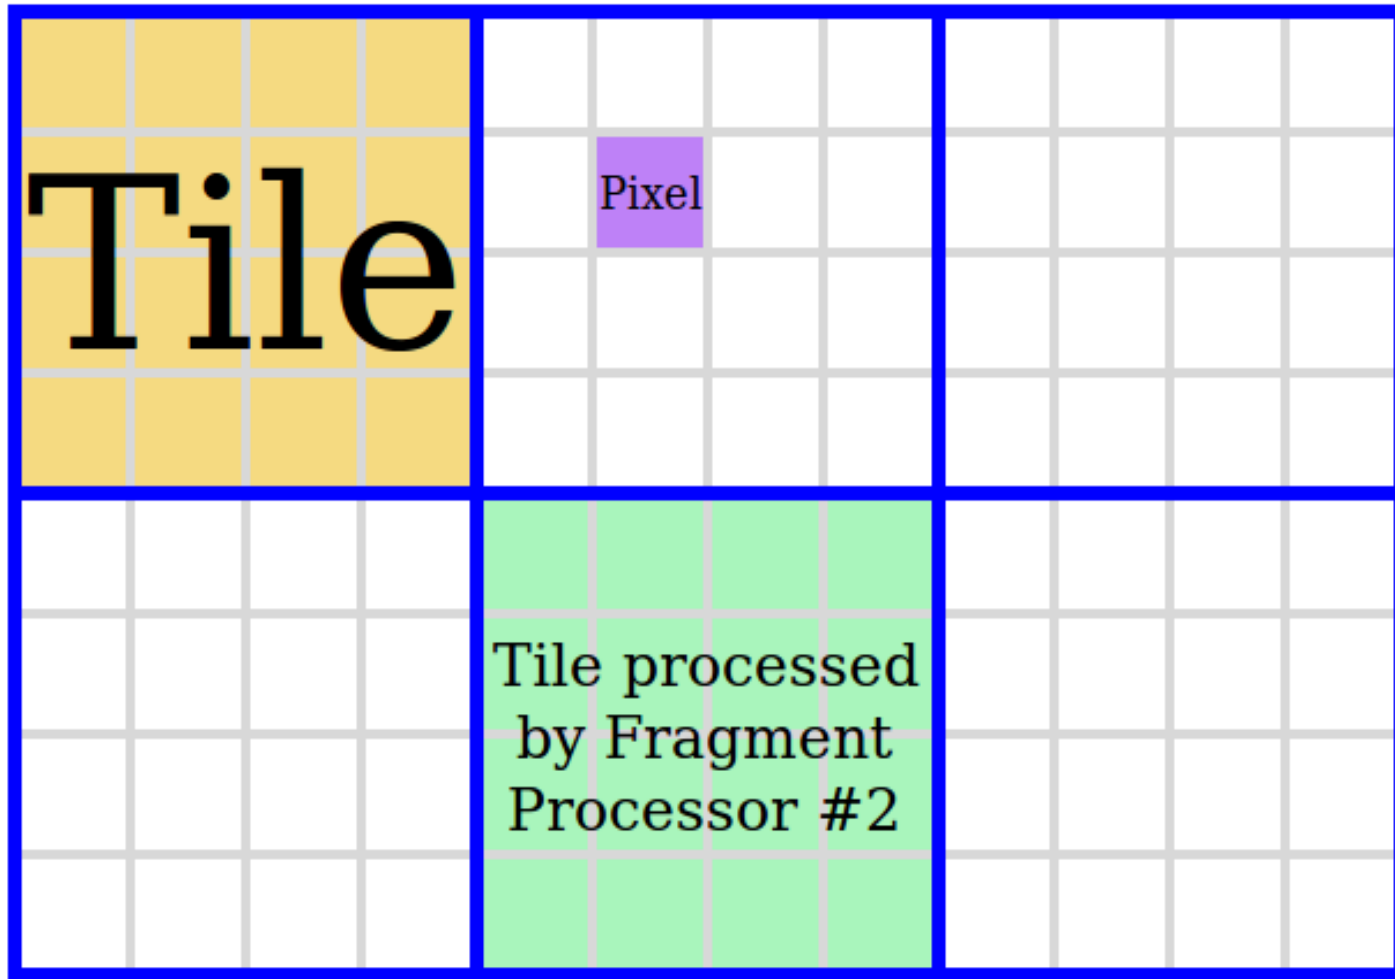 Tile
Pixel
Tile processed
by Fragment
Processor #2